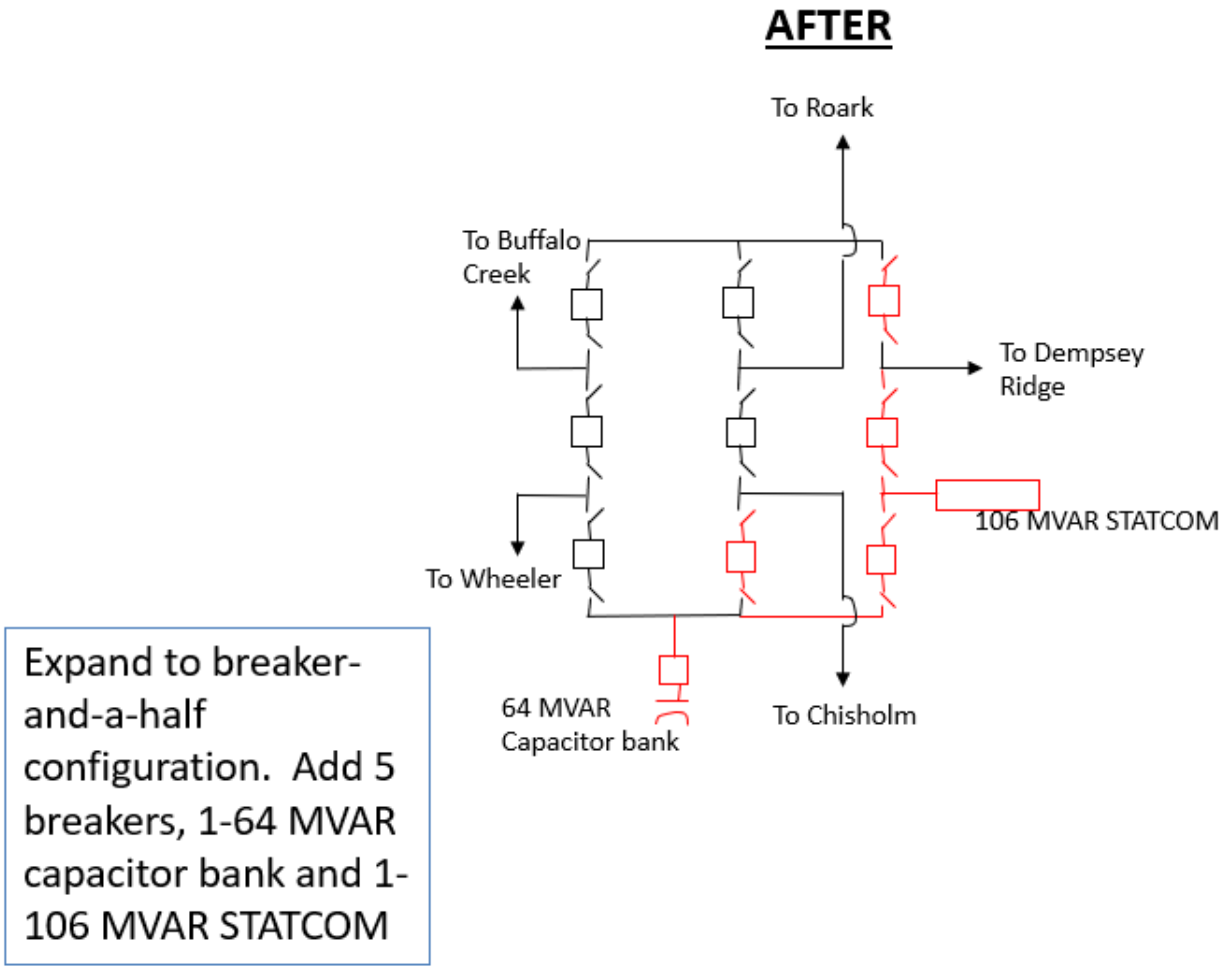 AFTER
To Roark
To Buffalo
Creek
To Dempsey
Ridge
106 MVAR STATCOM
To Wheeler
64 MVAR
Capacitor bank
To Chisholm
Expand to breaker-
and-a-half
configuration.  Add 5
breakers, 1-64 MVAR
capacitor bank and 1-
106 MVAR STATCOM